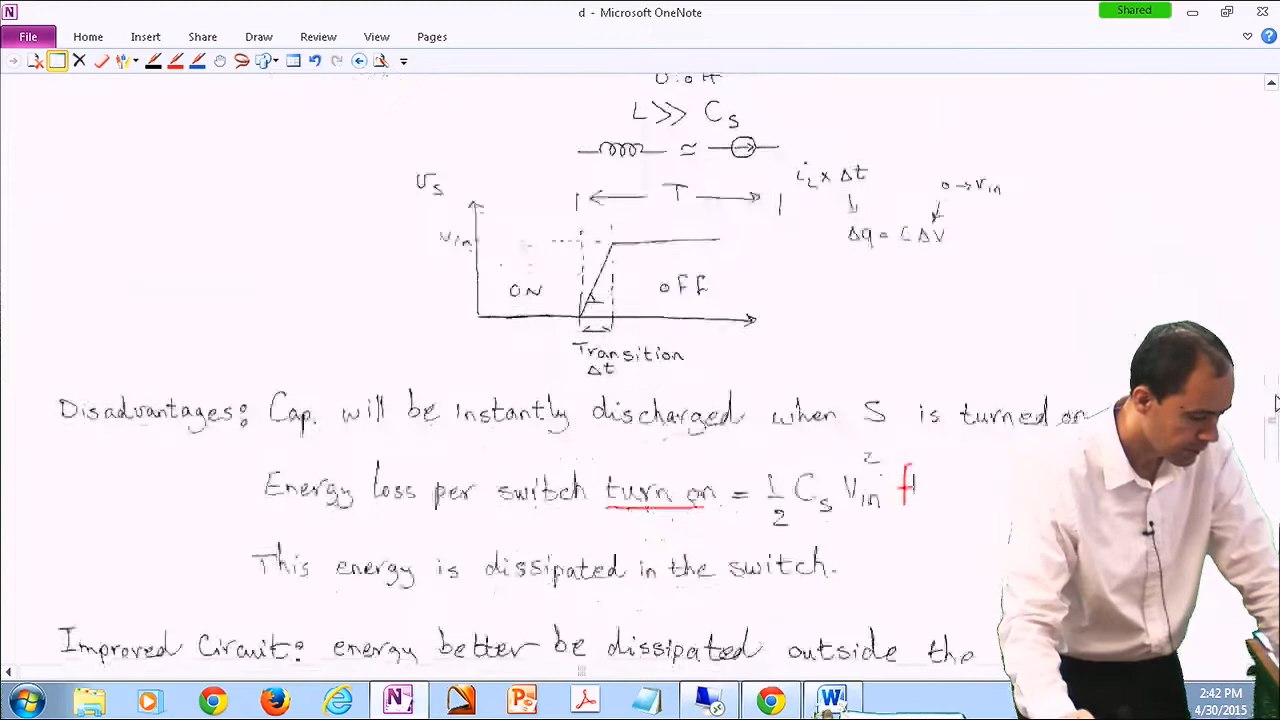 d - Microsoft OneNote
Shared
File Home Insert Share Draw Review View Pages
L >> Cs
≃
vs
T
iL x Δt
0 → vin
Δq = C ΔV
vin
ON
OFF
Transition
Δt
Disadvantages: Cap. will be instantly discharged when S is turned on
Energy loss per switch turn on = 1/2 Cs Vin² f
This energy is dissipated in the switch.
Improved Circuit: energy better be dissipated outside the
2:42 PM
4/30/2015